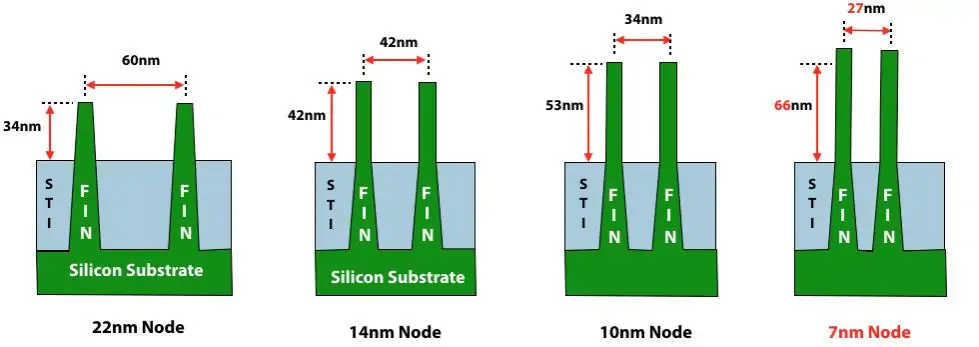 60nm
34nm
S
T
I
F
I
N
F
I
N
Silicon Substrate
22nm Node
42nm
42nm
S
T
I
F
I
N
F
I
N
Silicon Substrate
14nm Node
34nm
53nm
S
T
I
F
I
N
F
I
N
10nm Node
27nm
66nm
S
T
I
F
I
N
F
I
N
7nm Node